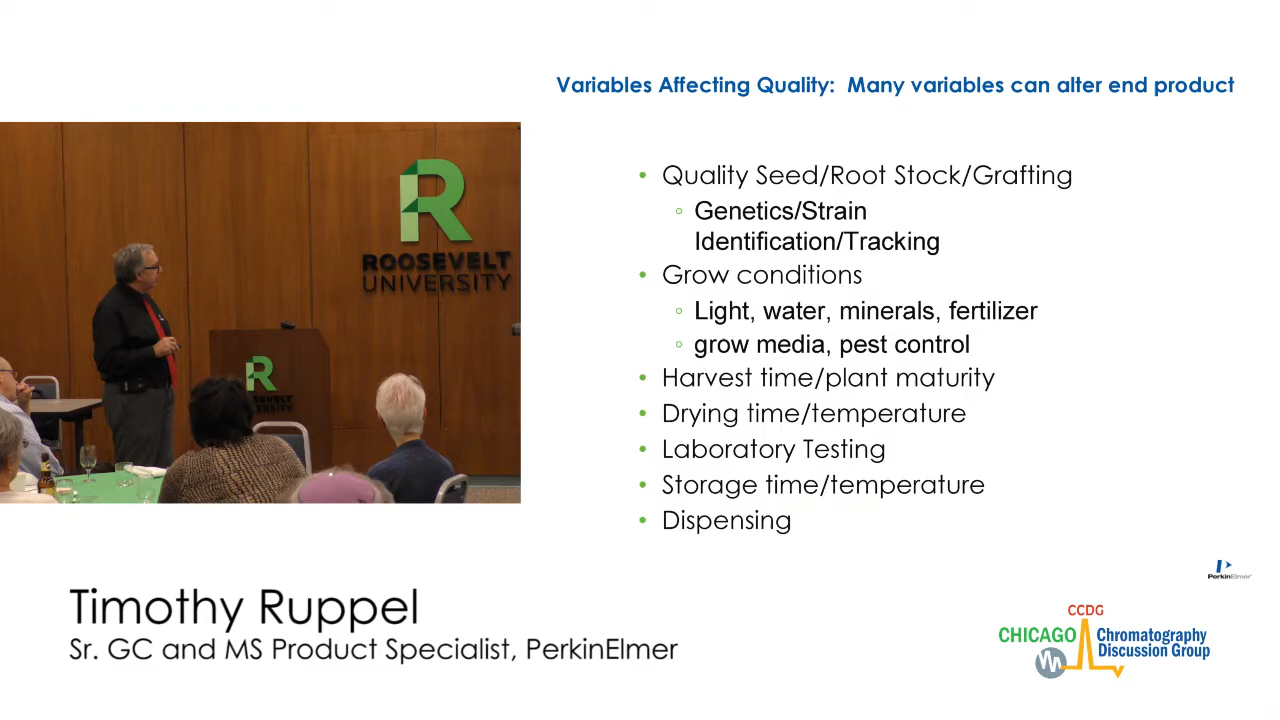 Variables Affecting Quality:  Many variables can alter end product
ROOSEVELT
UNIVERSITY
• Quality Seed/Root Stock/Grafting
◦ Genetics/Strain
Identification/Tracking
• Grow conditions
◦ Light, water, minerals, fertilizer
◦ grow media, pest control
• Harvest time/plant maturity
• Drying time/temperature
• Laboratory Testing
• Storage time/temperature
• Dispensing
PerkinElmer
Timothy Ruppel
Sr. GC and MS Product Specialist, PerkinElmer
CCDG
CHICAGO Chromatography
Discussion Group